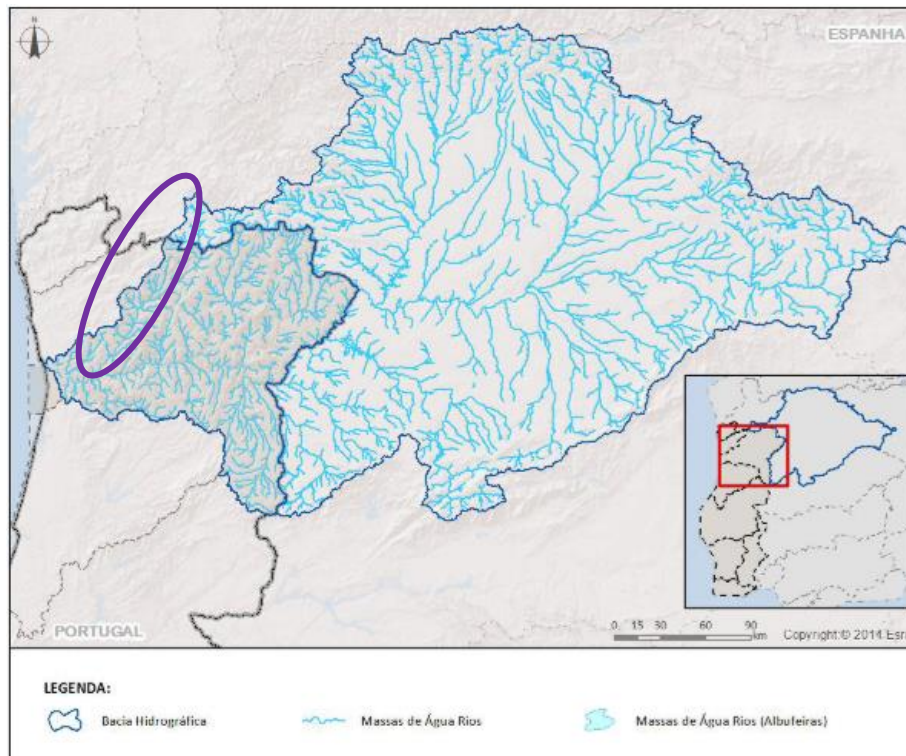 ESPANHA
PORTUGAL
0 15 30 60 90
km
Copyright:© 2014 Esri
LEGENDA:
Bacia Hidrográfica
Massas de Água Rios
Massas de Água Rios (Albufeiras)